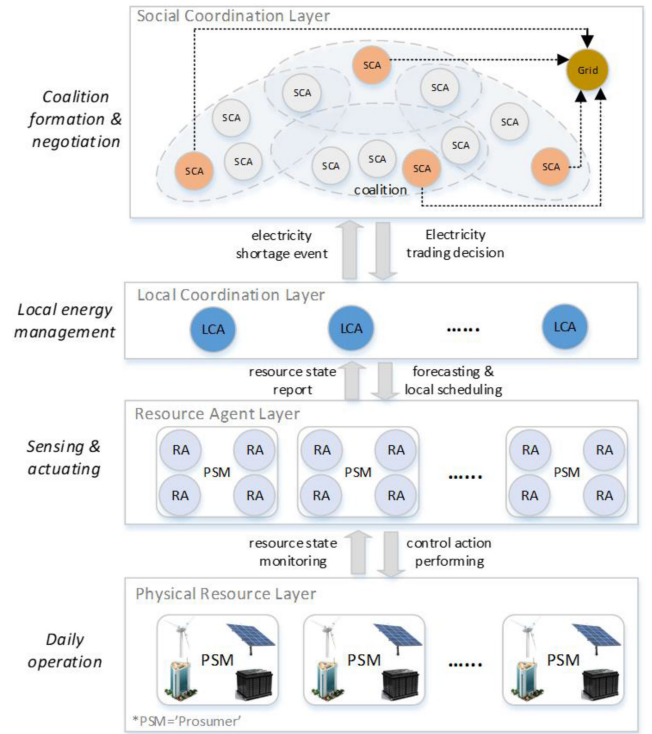 Social Coordination Layer
Coalition
formation &
negotiation
SCA
Grid
SCA
SCA
SCA
SCA
SCA
SCA
SCA
SCA
SCA
SCA
SCA
coalition
electricity
shortage event
Electricity
trading decision
Local energy
management
Local Coordination Layer
LCA
LCA
......
LCA
resource state
report
forecasting &
local scheduling
Sensing &
actuating
Resource Agent Layer
RA
RA
PSM
RA
RA
RA
RA
PSM
RA
RA
......
RA
RA
PSM
RA
RA
resource state
monitoring
control action
performing
Daily
operation
Physical Resource Layer
PSM
PSM
......
PSM
*PSM='Prosumer'